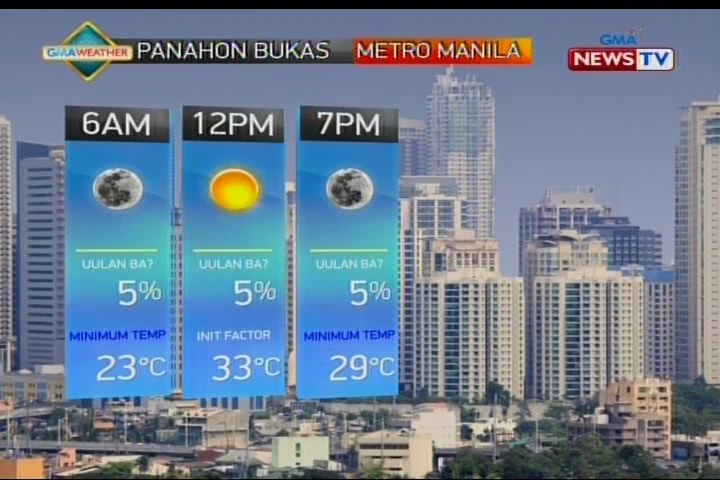 GMA WEATHER
PANAHON BUKAS METRO MANILA
GMA
NEWS TV
6AM
UULAN BA?
5%
MINIMUM TEMP
23°C
12PM
UULAN BA?
5%
INIT FACTOR
33°C
7PM
UULAN BA?
5%
MINIMUM TEMP
29°C